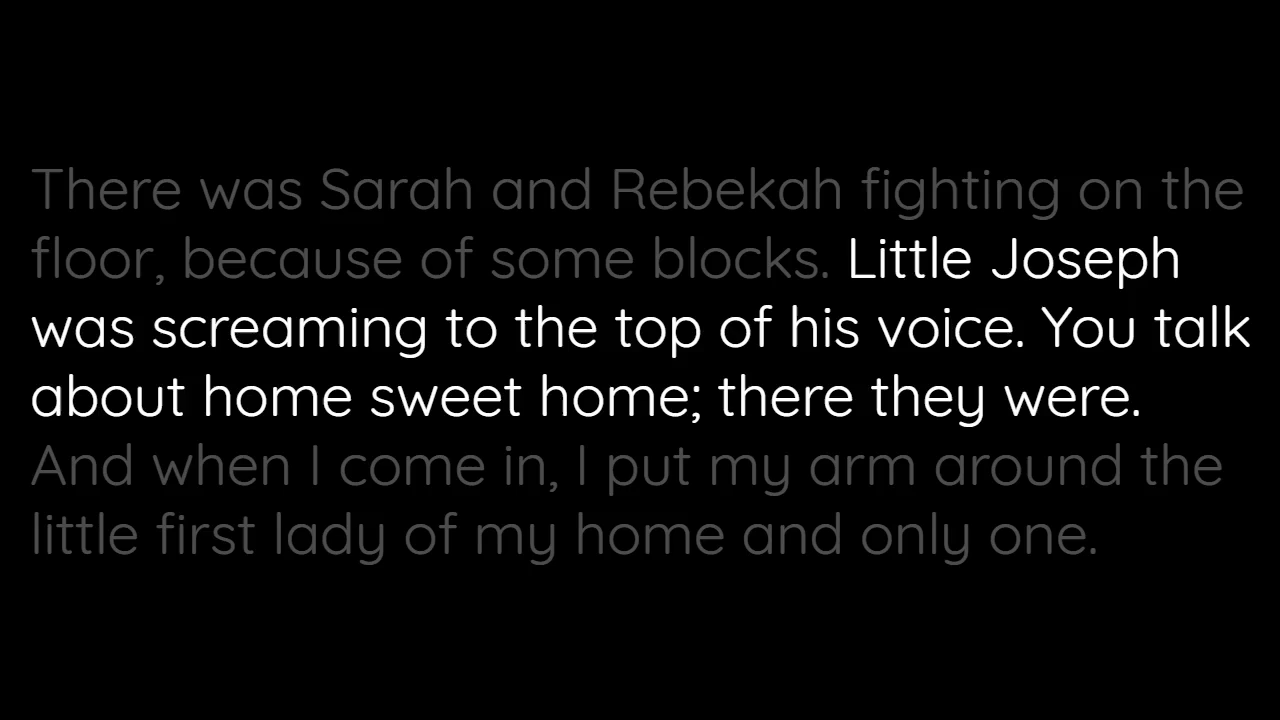 There was Sarah and Rebekah fighting on the
floor, because of some blocks. Little Joseph
was screaming to the top of his voice. You talk
about home sweet home; there they were.
And when I come in, I put my arm around the
little first lady of my home and only one.